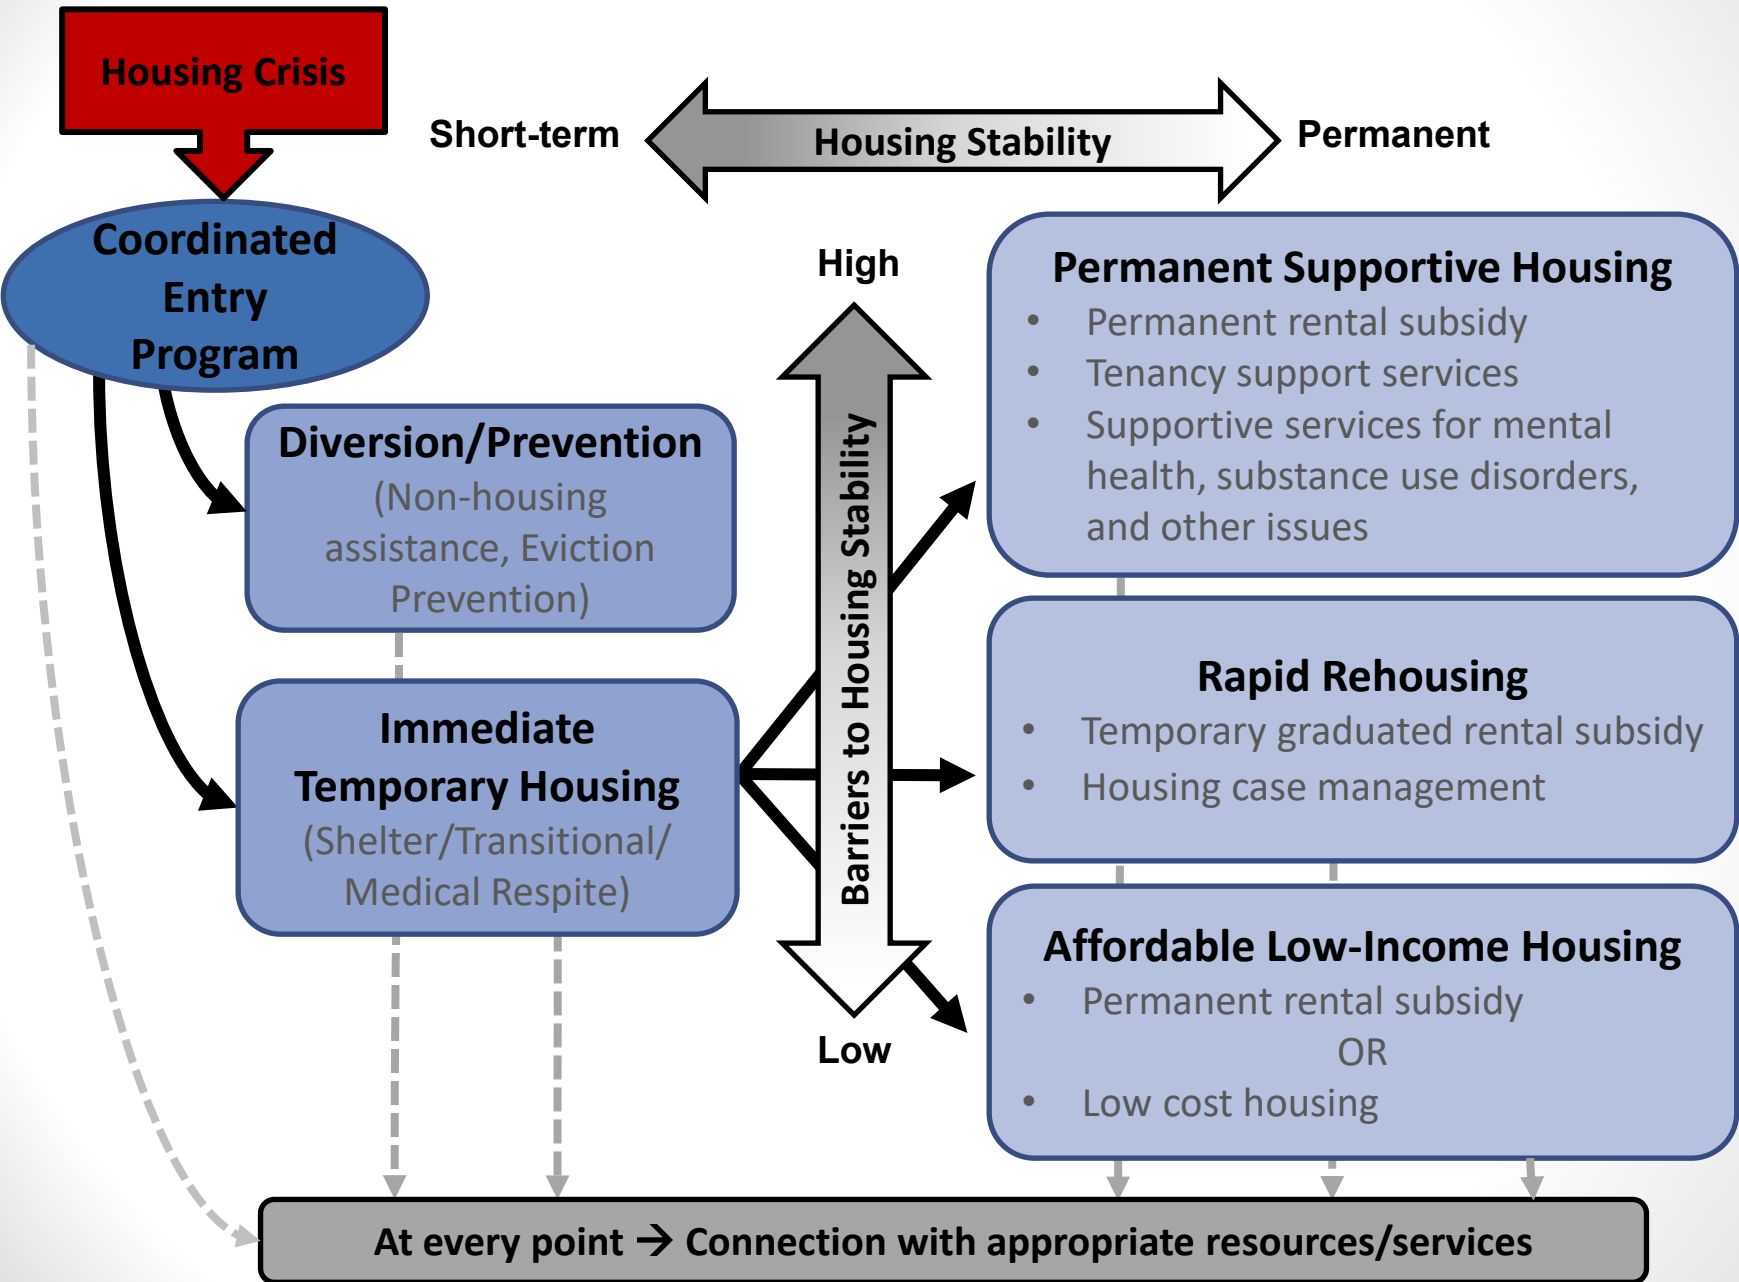 Housing Crisis
Short-term
Housing Stability
Permanent
Coordinated
Entry
Program
Diversion/Prevention
(Non-housing
assistance, Eviction
Prevention)
Immediate
Temporary Housing
(Shelter/Transitional/
Medical Respite)
High
Barriers to Housing Stability
Low
Permanent Supportive Housing
• Permanent rental subsidy
• Tenancy support services
• Supportive services for mental
health, substance use disorders,
and other issues
Rapid Rehousing
• Temporary graduated rental subsidy
• Housing case management
Affordable Low-Income Housing
• Permanent rental subsidy
OR
• Low cost housing
At every point → Connection with appropriate resources/services